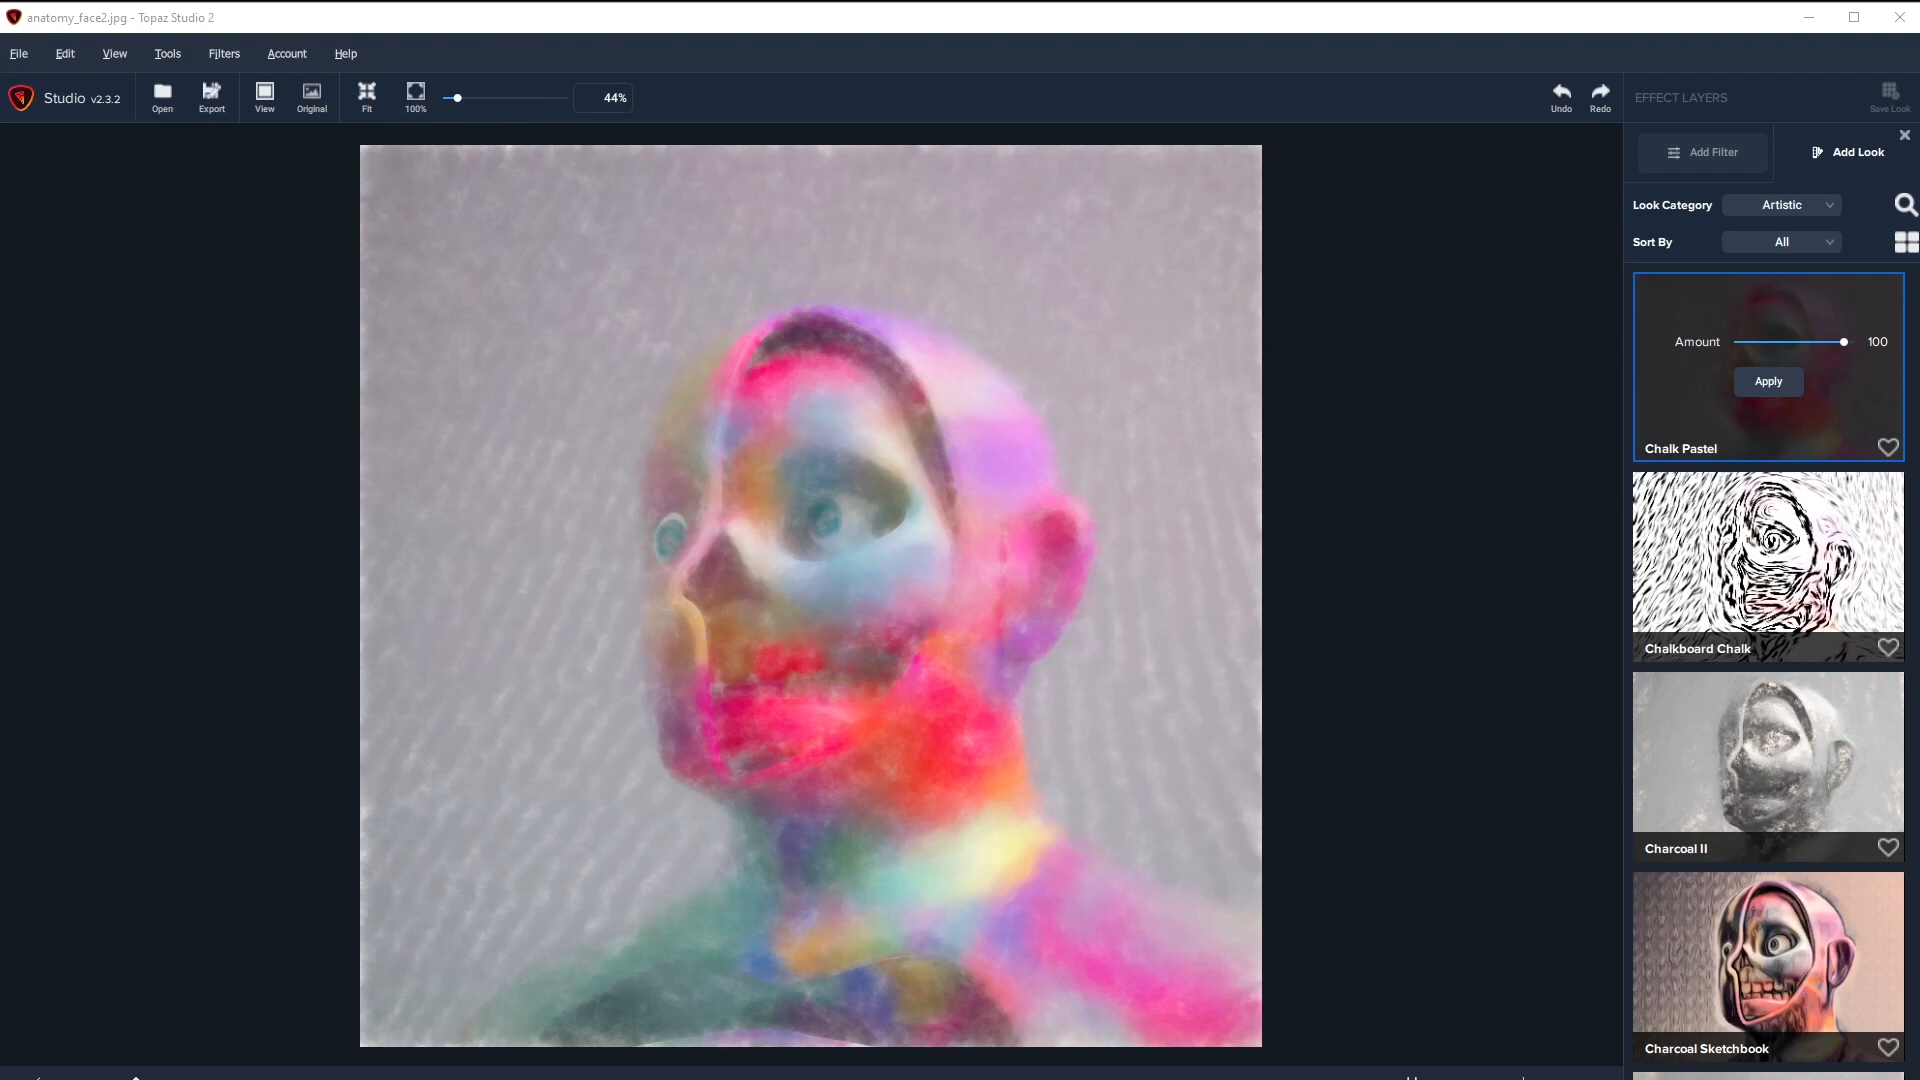 anatomy_face2.jpg - Topaz Studio 2
File Edit View Tools Filters Account Help
Studio v2.3.2
Open Export View Original Fit 100% 44% Undo Redo
EFFECT LAYERS
Save Look
Add Filter Add Look
Look Category Artistic
Sort By All
Amount 100
Apply
Chalk Pastel
Chalkboard Chalk
Charcoal II
Charcoal Sketchbook